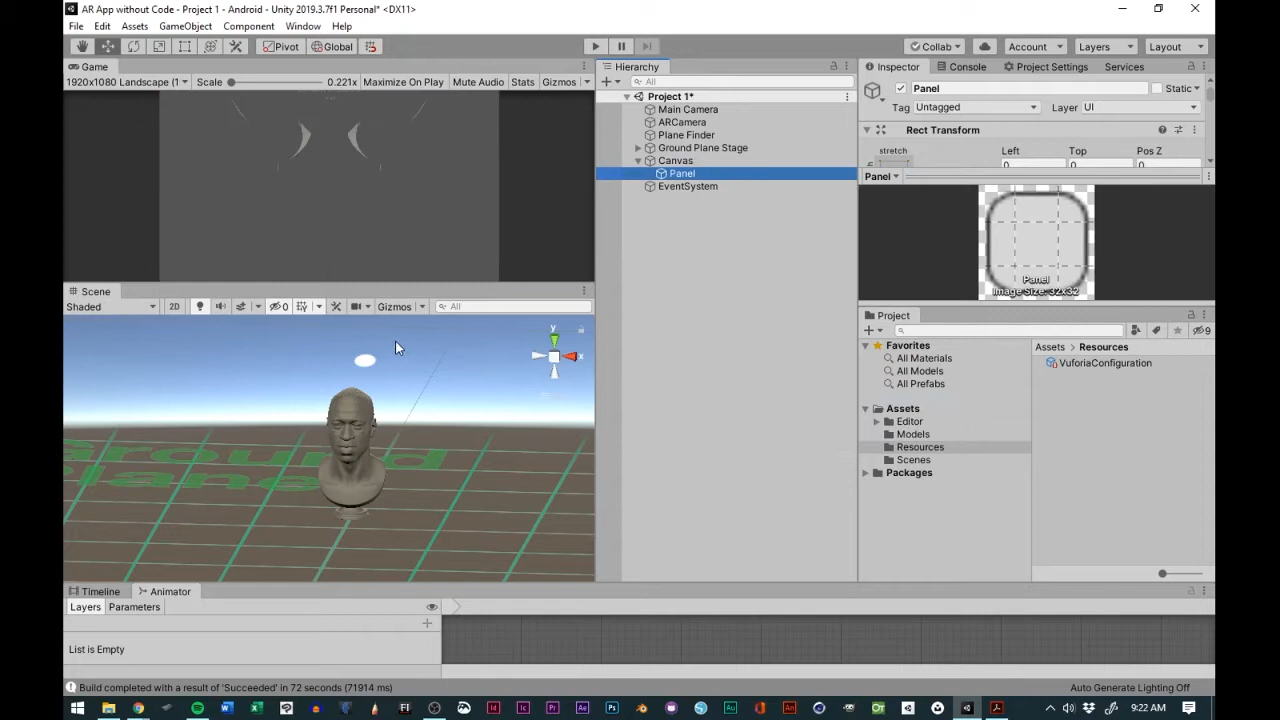 AR App without Code - Project 1 - Android - Unity 2019.3.7f1 Personal* <DX11>
File Edit Assets GameObject Component Window Help
Pivot Global Collab Account Layers Layout
Game
1920x1080 Landscape (1 Scale 0.221x Maximize On Play Mute Audio Stats Gizmos
Hierarchy
All
Project 1*
Main Camera
ARCamera
Plane Finder
Ground Plane Stage
Canvas
Panel
EventSystem
Inspector Console Project Settings Services
Panel Static
Tag Untagged Layer UI
Rect Transform
stretch Left Top Pos Z
0 0 0
Panel
Panel
Image Size: 32x32
Scene
Shaded 2D 0 Gizmos All
y
x
Ground
Plane
Project
9
Favorites
All Materials
All Models
All Prefabs
Assets
Editor
Models
Resources
Scenes
Packages
Assets Resources
VuforiaConfiguration
Timeline Animator
Layers Parameters
List is Empty
Build completed with a result of 'Succeeded' in 72 seconds (71914 ms)
Auto Generate Lighting Off
9:22 AM